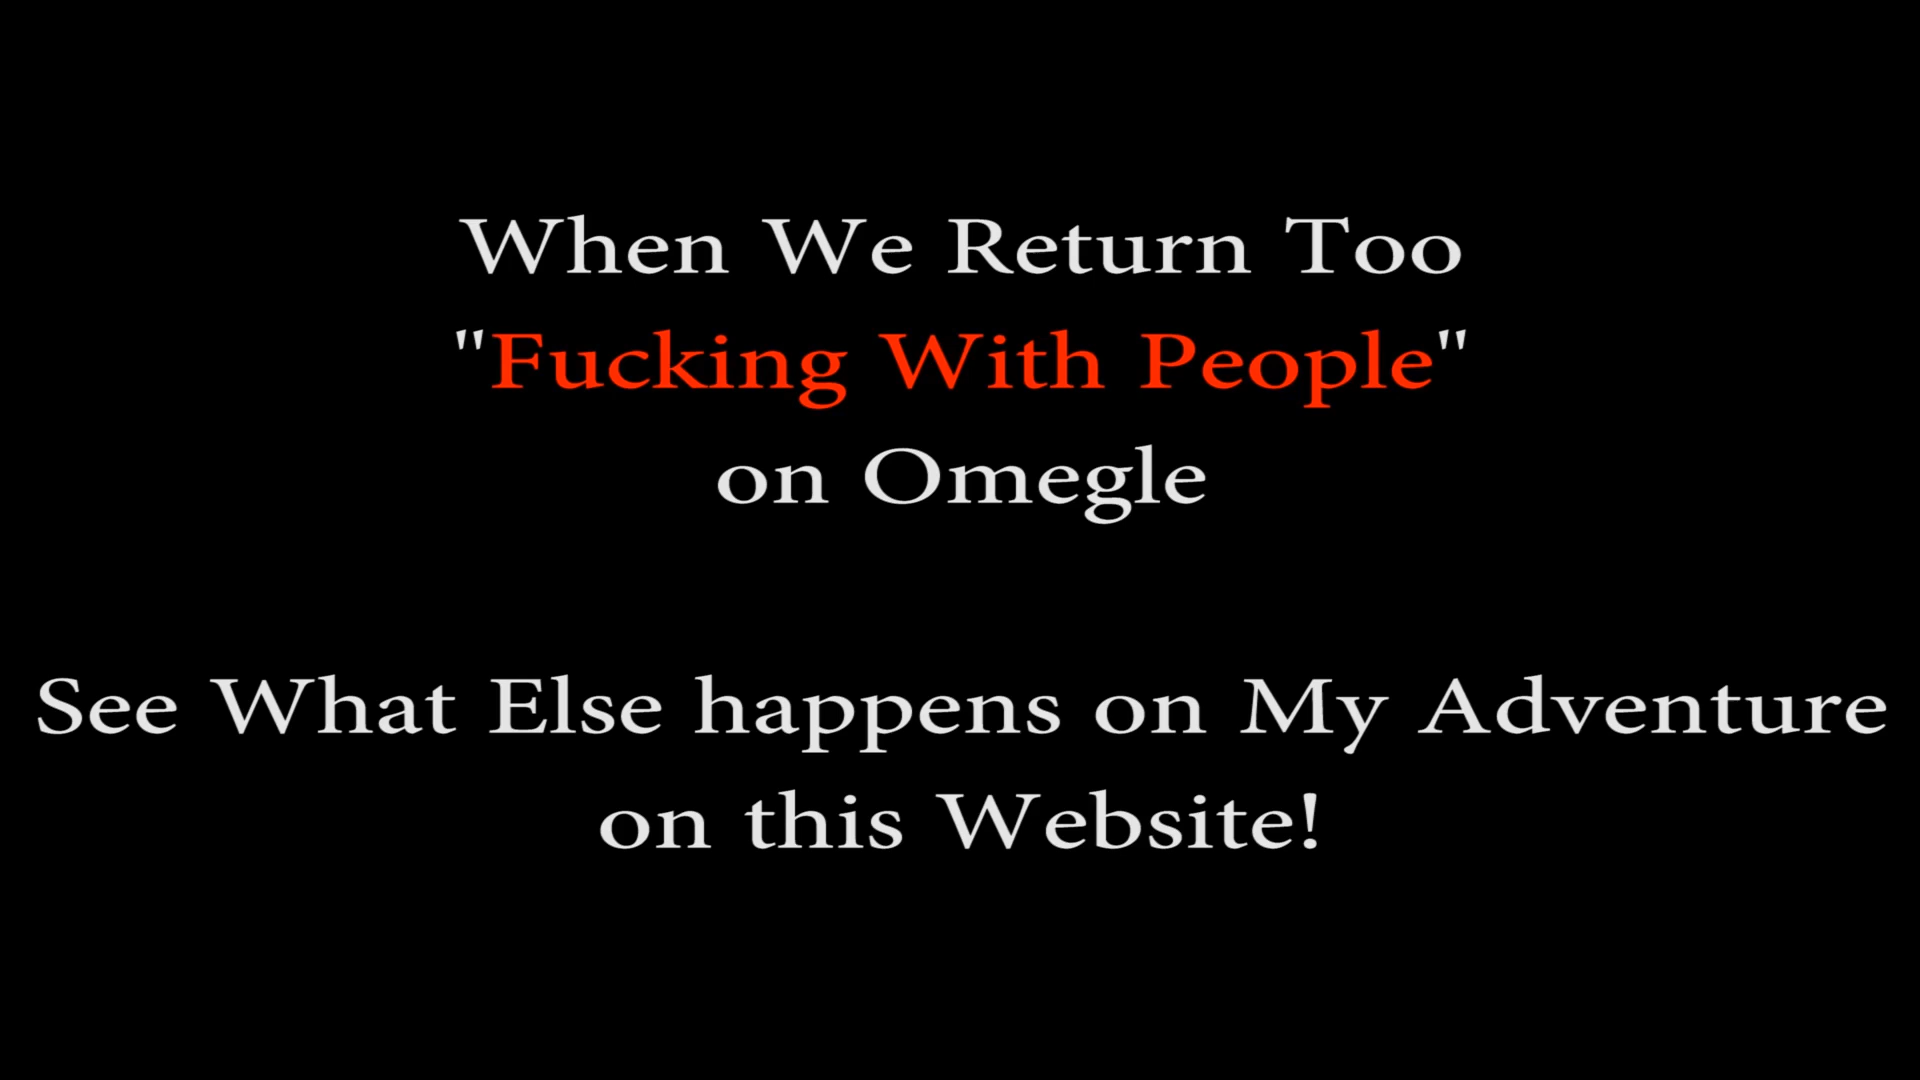 When We Return Too
"Fucking With People"
on Omegle
See What Else happens on My Adventure
on this Website!